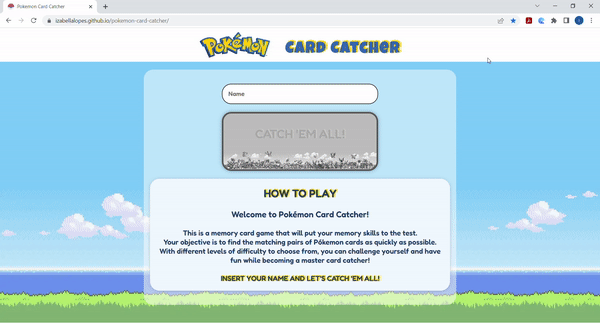 Pokemon Card Catcher
izabellalopes.github.io/pokemon-card-catcher/
POKéMON CARD CATCHER
Name
CATCH 'EM ALL!
HOW TO PLAY
Welcome to Pokémon Card Catcher!
This is a memory card game that will put your memory skills to the test.
Your objective is to find the matching pairs of Pókemon cards as quickly as possible.
With different levels of difficulty to choose from, you can challenge yourself and have
fun while becoming a master card catcher!
INSERT YOUR NAME AND LET'S CATCH 'EM ALL!